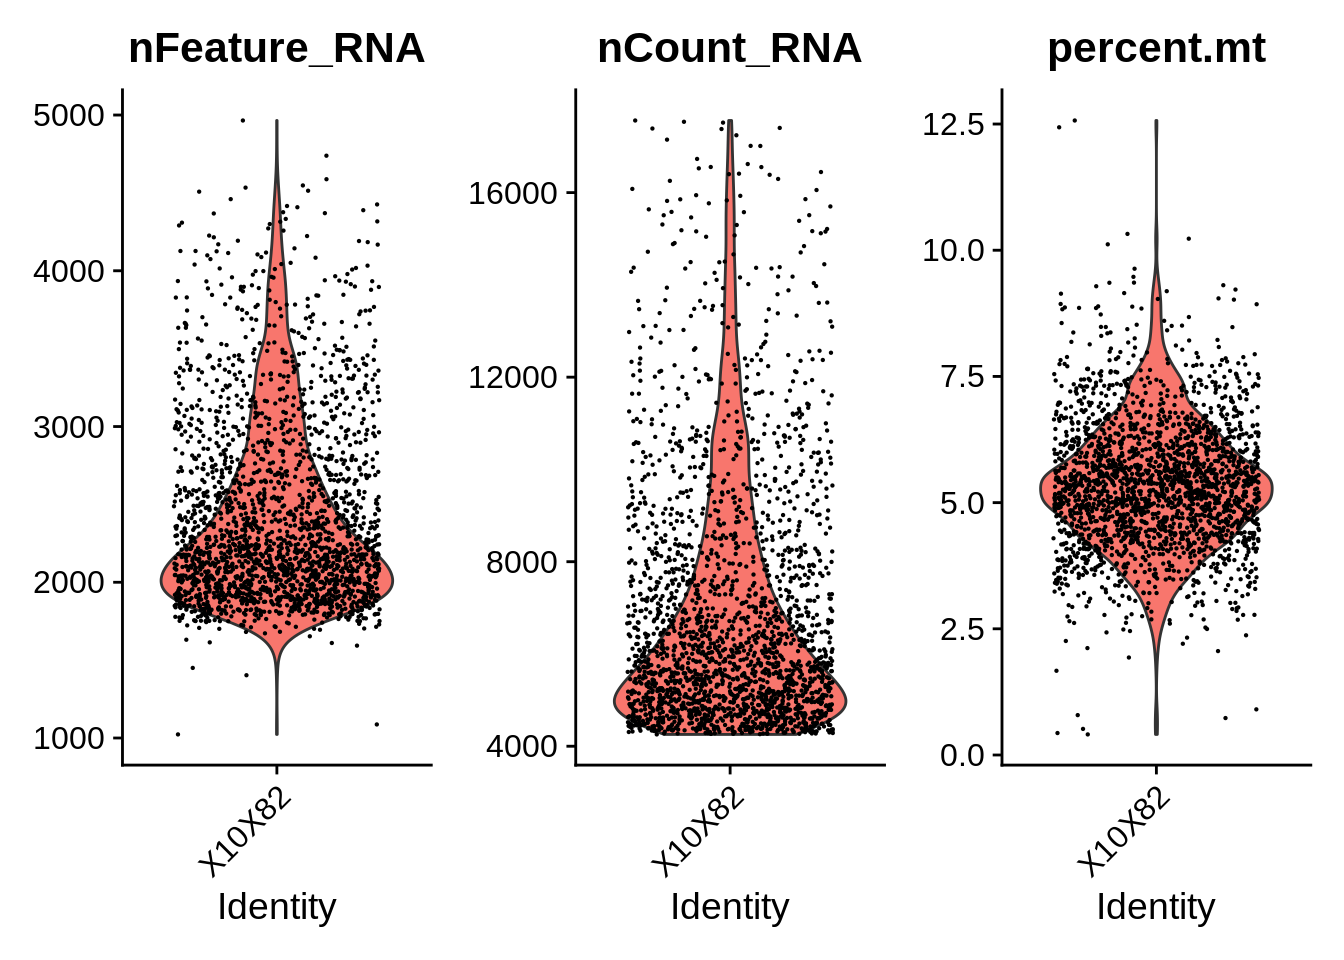 nFeature_RNA
5000
4000
3000
2000
1000
X10X82
Identity
nCount_RNA
16000
12000
8000
4000
X10X82
Identity
percent.mt
12.5
10.0
7.5
5.0
2.5
0.0
X10X82
Identity